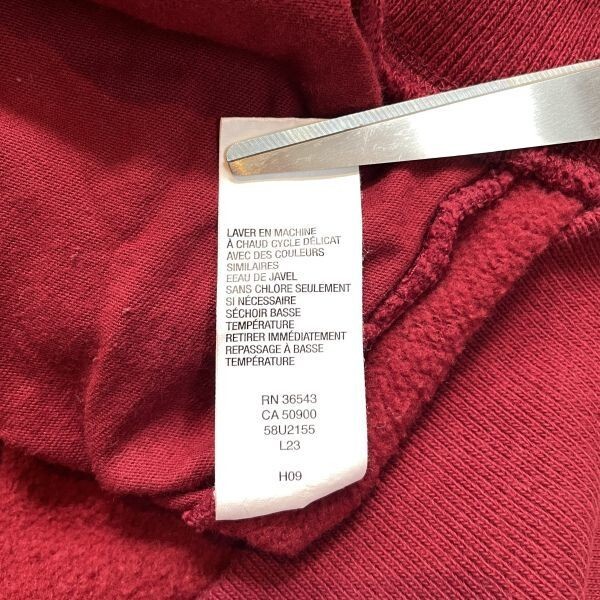 LAVER EN MACHINE
À CHAUD CYCLE DÉLICAT
AVEC DES COULEURS
SIMILAIRES
EEAU DE JAVEL
SANS CHLORE SEULEMENT
SI NÉCESSAIRE
SÉCHOIR BASSE
TEMPÉRATURE
RETIRER IMMÉDIATEMENT
REPASSAGE À BASSE
TEMPÉRATURE
RN 36543
CA 50900
58U2155
L23
H09